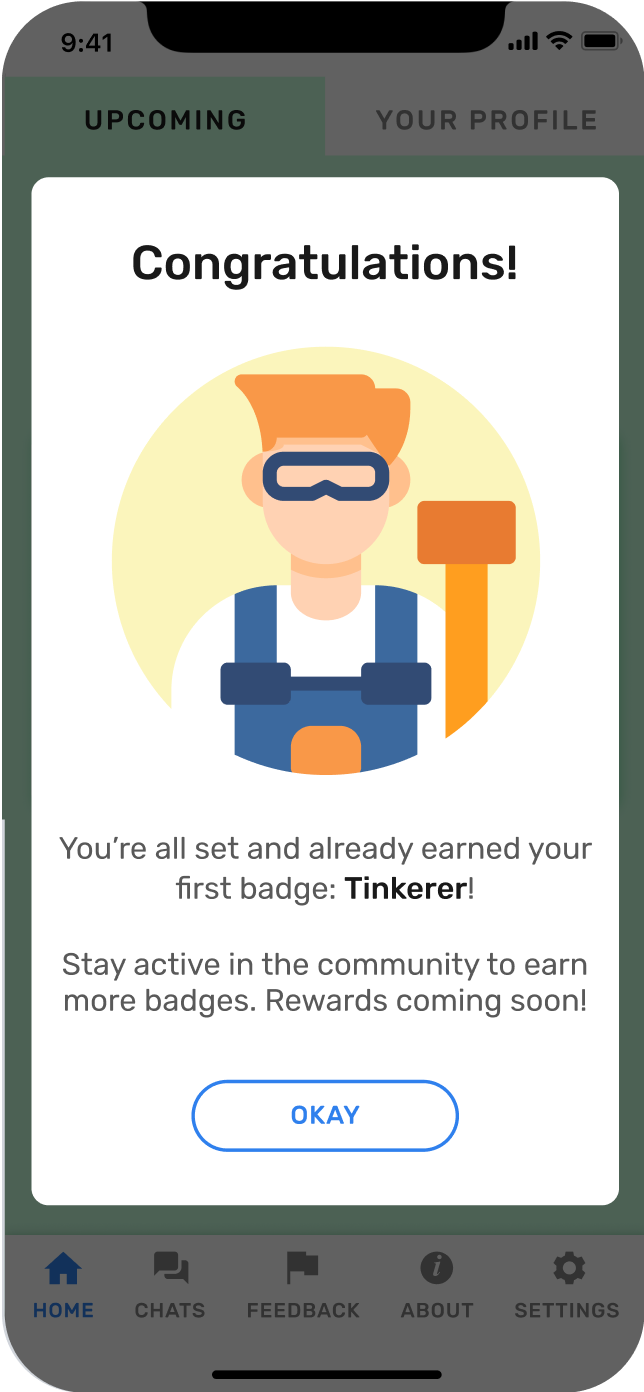 9:41
UPCOMING
YOUR PROFILE
Congratulations!
You’re all set and already earned your
first badge: Tinkerer!
Stay active in the community to earn
more badges. Rewards coming soon!
OKAY
HOME
CHATS
FEEDBACK
ABOUT
SETTINGS